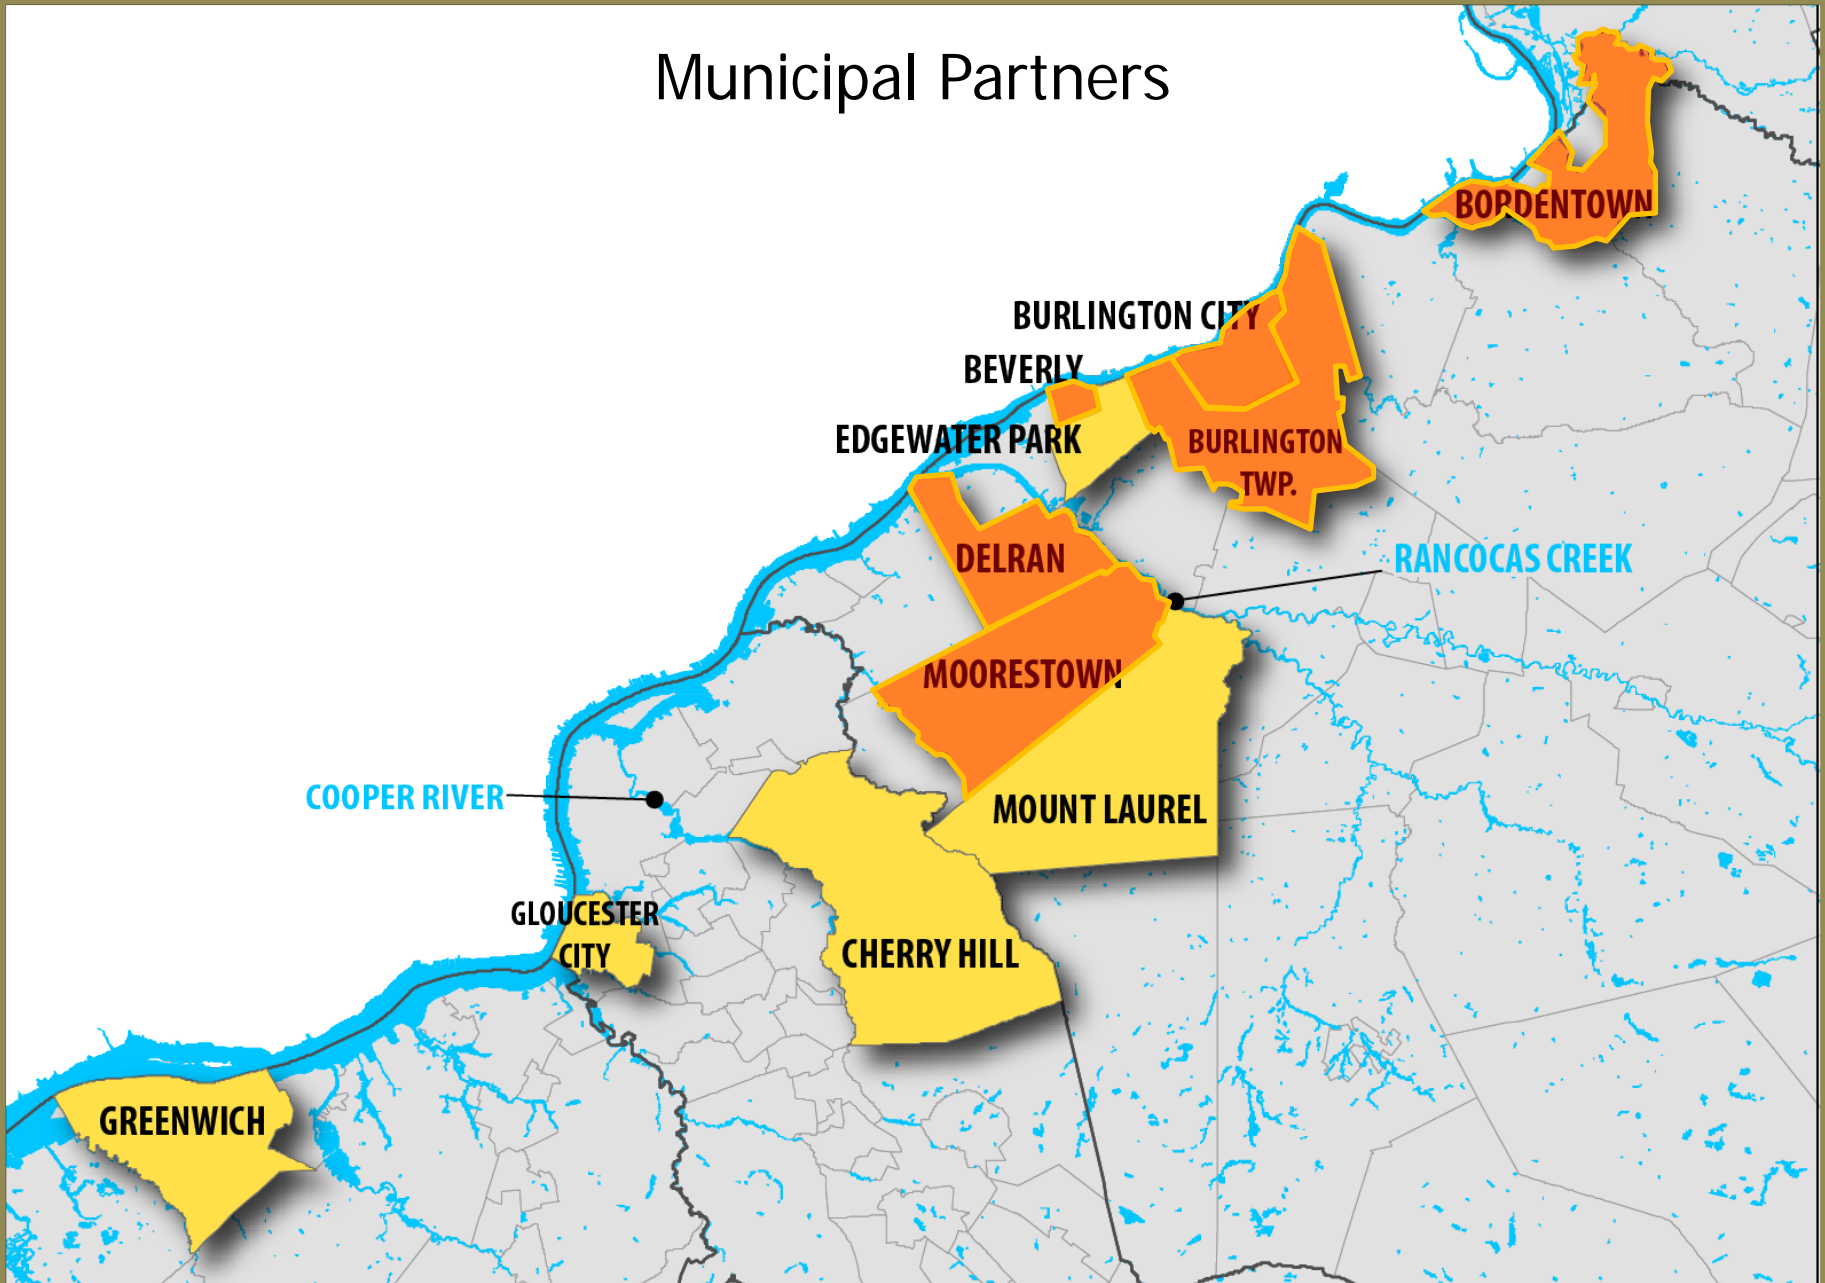 Municipal Partners
BORDENTOWN
BURLINGTON CITY
BEVERLY
EDGEWATER PARK
BURLINGTON
TWP.
DELRAN
RANCOCAS CREEK
MOORESTOWN
COOPER RIVER
MOUNT LAUREL
GLOUCESTER
CITY
CHERRY HILL
GREENWICH